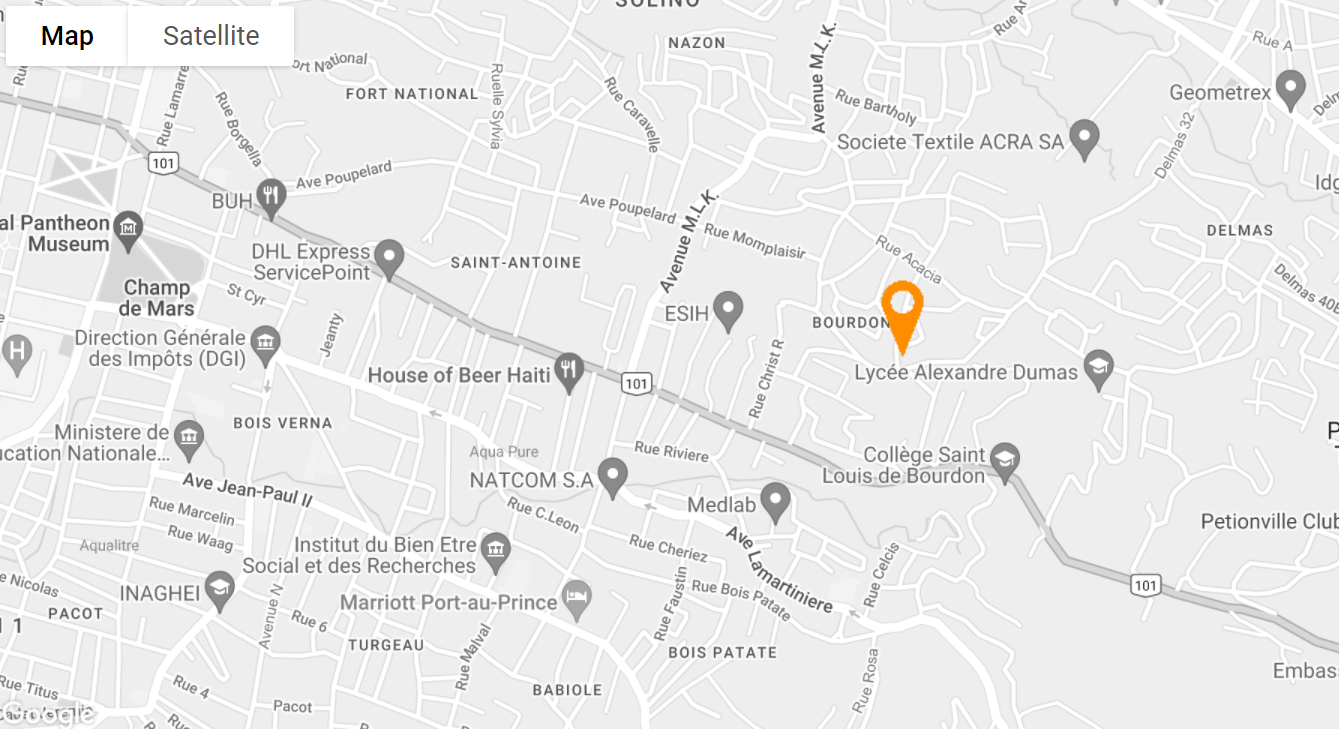 Map
Satellite
SOLINO
NAZON
Avenue M.L.K.
Rue A
ort National
FORT NATIONAL
Ruelle Sylvia
Rue Caravelle
Rue Bartholy
Geometrex
Rue Lamarre
Rue Borgella
Societe Textile ACRA SA
Delmas 32
101
Ave Poupelard
BUH
Ave Poupelard
Avenue M.L.K.
Rue Momplaisir
al Pantheon
Museum
DHL Express
ServicePoint
SAINT-ANTOINE
Rue Acacia
DELMAS
Delmas 40B
Champ
de Mars
St Cyr
ESIH
BOURDON
Direction Générale
des Impôts (DGI)
Jeanty
H
House of Beer Haiti
101
Rue Christ R
Lycée Alexandre Dumas
BOIS VERNA
Ministere de
ucation Nationale...
Aqua Pure
Rue Riviere
Collège Saint
Louis de Bourdon
NATCOM S.A
Ave Jean-Paul II
Medlab
Rue Marcelin
Rue Waag
Rue C.Leon
Petionville Club
Aqualitre
Institut du Bien Etre
Social et des Recherches
Rue Cheriez
Ave Lamartiniere
Rue Celcis
e Nicolas
INAGHEI
Marriott Port-au-Prince
Rue Faustin
Rue Bois Patate
101
PACOT
Avenue N
Rue 6
TURGEAU
Rue Malval
BOIS PATATE
Rue Rosa
Embas
Rue Titus
Rue 4
BABIOLE
Pacot
Google